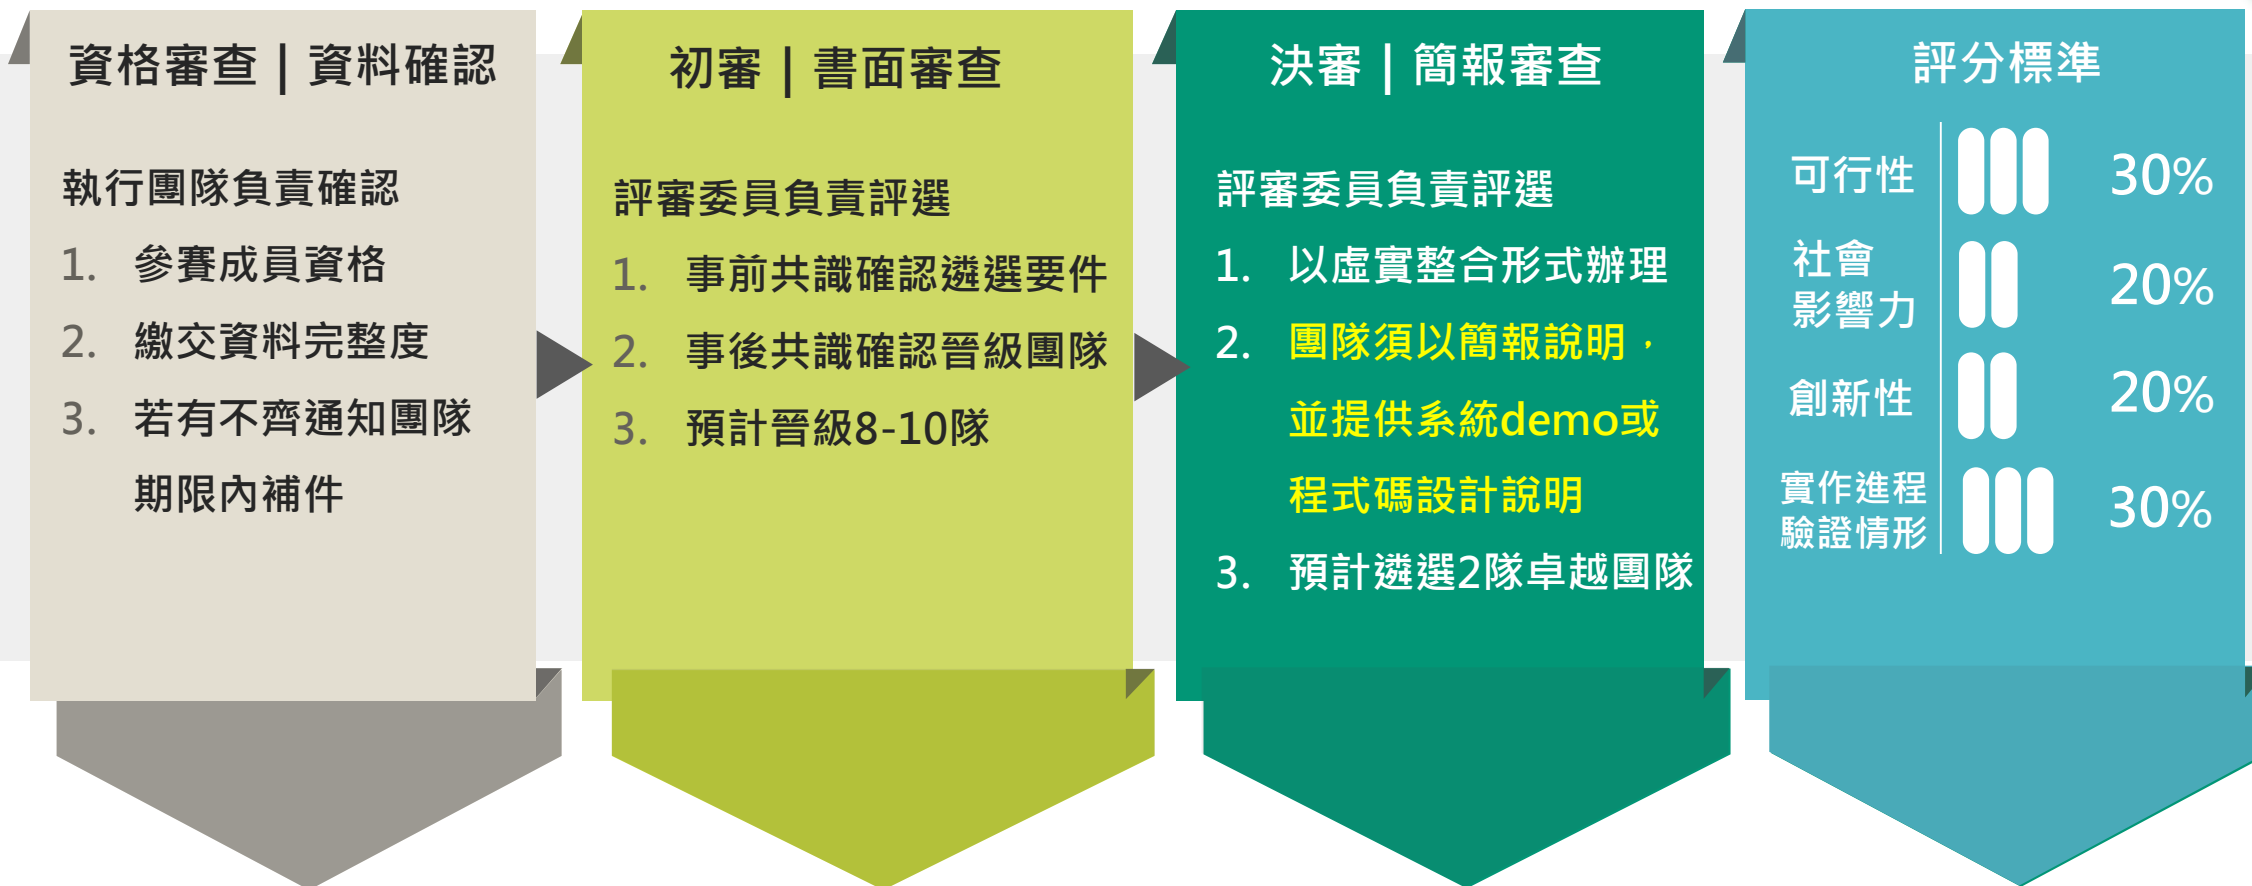 資格審查 | 資料確認
執行團隊負責確認
1. 參賽成員資格
2. 繳交資料完整度
3. 若有不齊通知團隊
期限內補件
初審 | 書面審查
評審委員負責評選
1. 事前共識確認遴選要件
2. 事後共識確認晉級團隊
3. 預計晉級8-10隊
決審 | 簡報審查
評審委員負責評選
1. 以虛實整合形式辦理
2. 團隊須以簡報說明，
並提供系統demo或
程式碼設計說明
3. 預計遴選2隊卓越團隊
評分標準
可行性 30%
社會
影響力 20%
創新性 20%
實作進程
驗證情形 30%